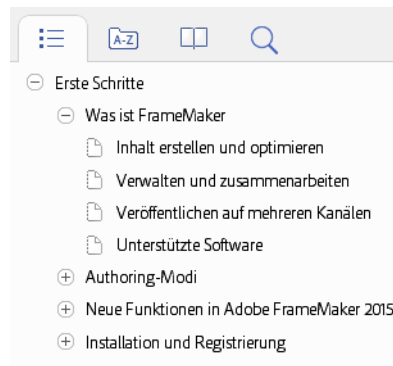 A-Z
Erste Schritte
Was ist FrameMaker
Inhalt erstellen und optimieren
Verwalten und zusammenarbeiten
Veröffentlichen auf mehreren Kanälen
Unterstützte Software
Authoring-Modi
Neue Funktionen in Adobe FrameMaker 2015
Installation und Registrierung